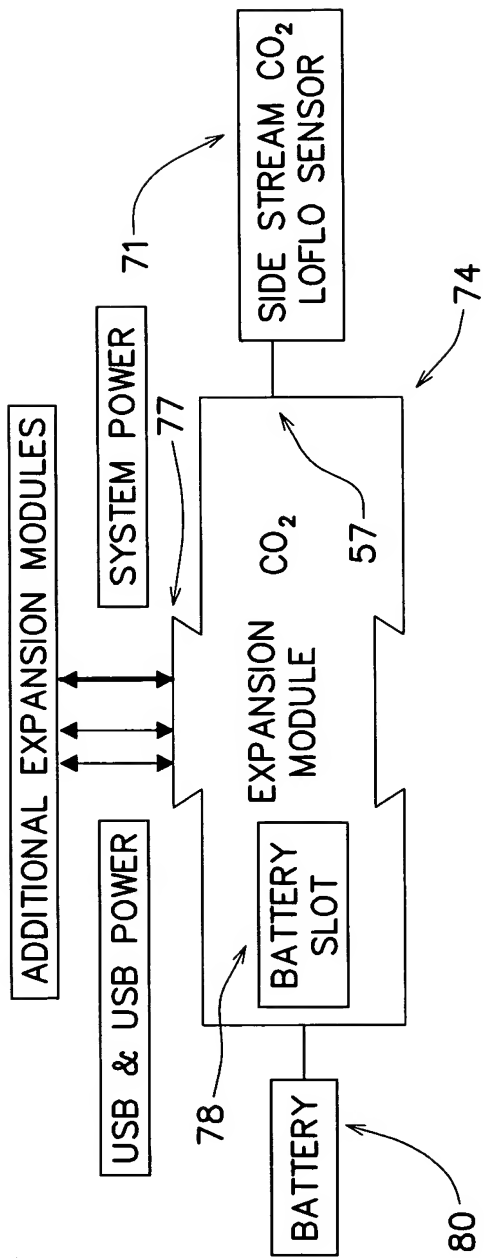 ADDITIONAL EXPANSION MODULES
USB & USB POWER
SYSTEM POWER
77
71
78
BATTERY
SLOT
EXPANSION
MODULE
CO₂
SIDE STREAM CO₂
LOFLO SENSOR
BATTERY
80
57
74